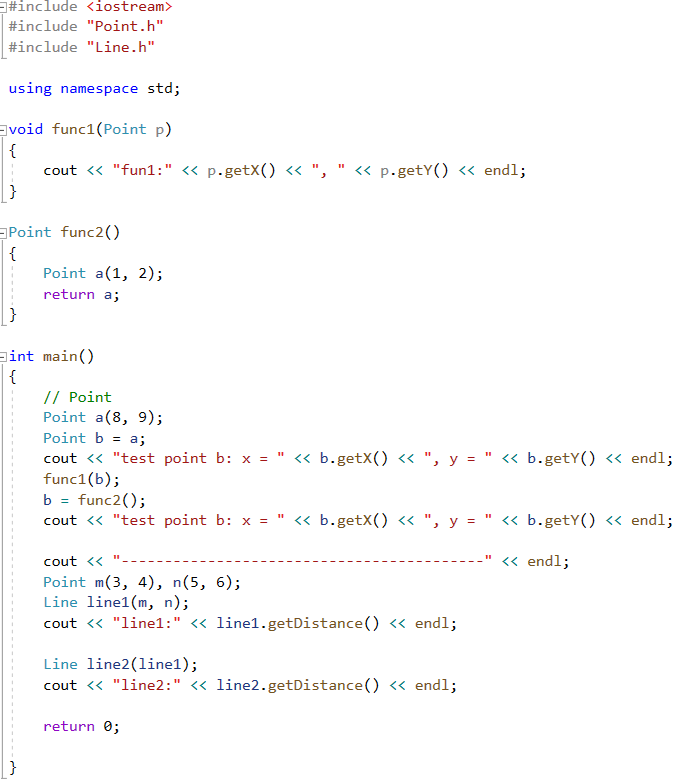 #include <iostream>
#include "Point.h"
#include "Line.h"

using namespace std;

void func1(Point p)
{
    cout << "fun1:" << p.getX() << ", " << p.getY() << endl;
}

Point func2()
{
    Point a(1, 2);
    return a;
}

int main()
{
    // Point
    Point a(8, 9);
    Point b = a;
    cout << "test point b: x = " << b.getX() << ", y = " << b.getY() << endl;
    func1(b);
    b = func2();
    cout << "test point b: x = " << b.getX() << ", y = " << b.getY() << endl;

    cout << "------------------------------------------" << endl;
    Point m(3, 4), n(5, 6);
    Line line1(m, n);
    cout << "line1:" << line1.getDistance() << endl;

    Line line2(line1);
    cout << "line2:" << line2.getDistance() << endl;

    return 0;

}